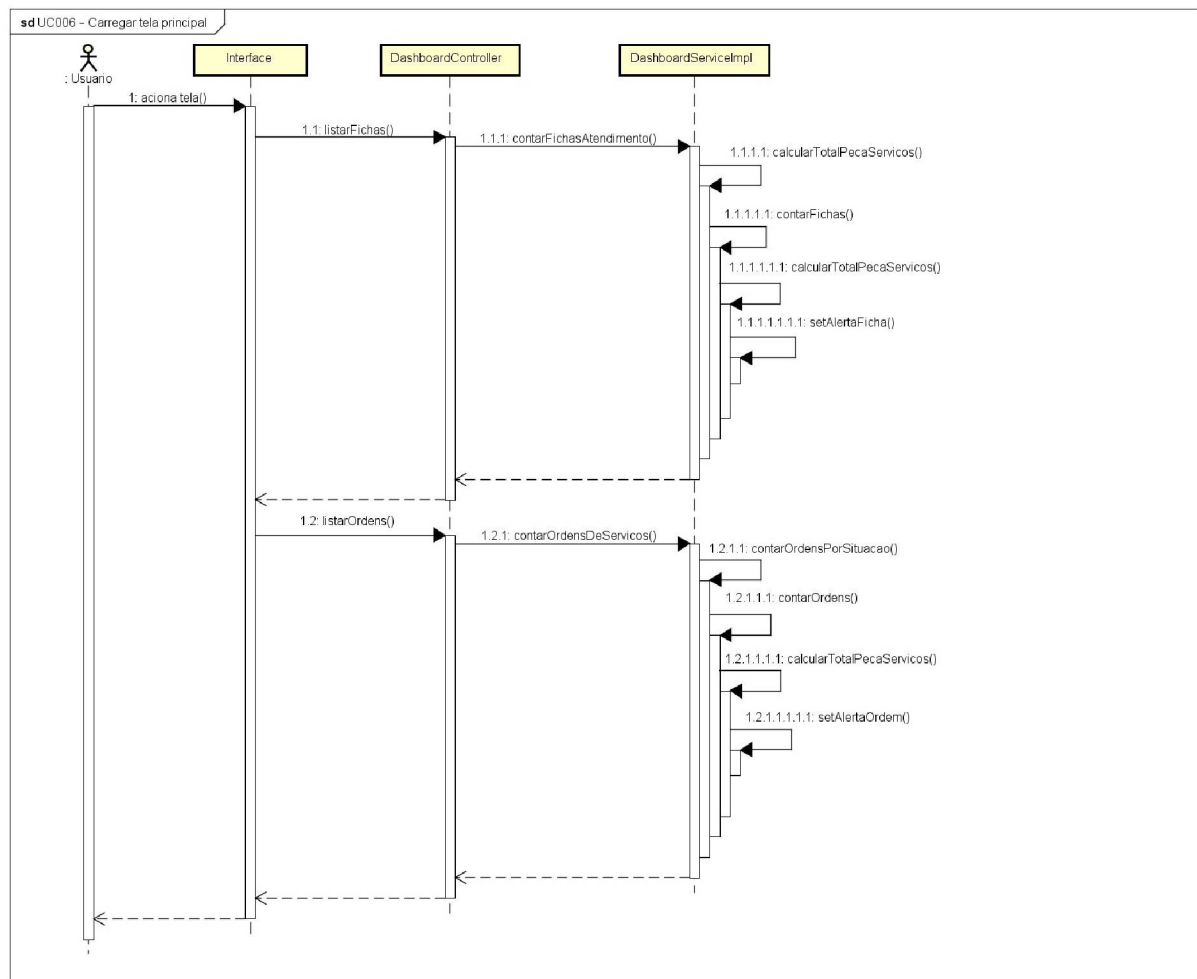 sd UC006 - Carregar tela principal
: Usuario
Interface
DashboardController
DashboardServiceImpl
1: aciona tela()
1.1: listarFichas()
1.1.1: contarFichasAtendimento()
1.1.1.1: calcularTotalPecaServicos()
1.1.1.1.1: contarFichas()
1.1.1.1.1.1: calcularTotalPecaServicos()
1.1.1.1.1.1.1: setAlertaFicha()
1.2: listarOrdens()
1.2.1: contarOrdensDeServicos()
1.2.1.1: contarOrdensPorSituacao()
1.2.1.1.1: contarOrdens()
1.2.1.1.1.1: calcularTotalPecaServicos()
1.2.1.1.1.1.1: setAlertaOrdem()